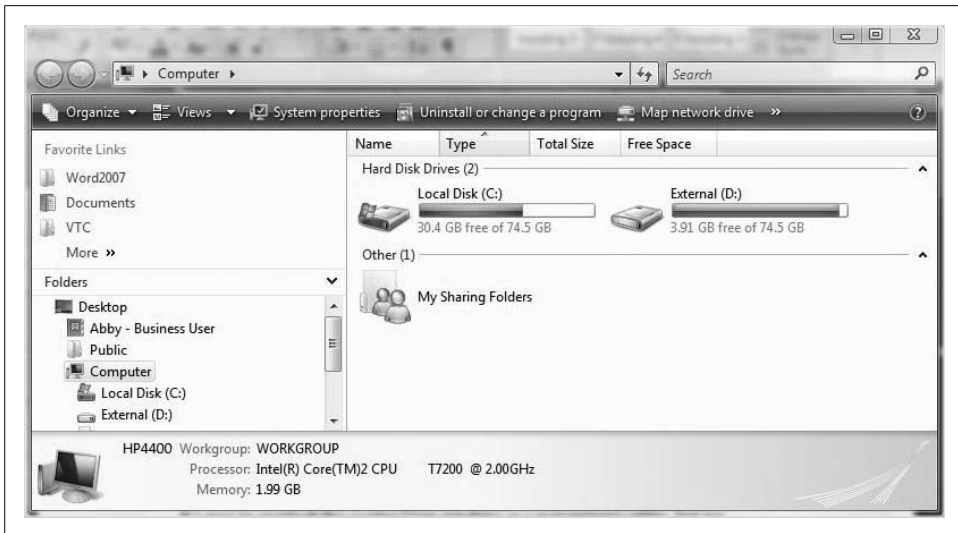 Computer
Search
Organize Views System properties Uninstall or change a program Map network drive »
Favorite Links
Word2007
Documents
VTC
More »
Folders
Desktop
Abby - Business User
Public
Computer
Local Disk (C:)
External (D:)
Name Type Total Size Free Space
Hard Disk Drives (2)
Local Disk (C:)
30.4 GB free of 74.5 GB
External (D:)
3.91 GB free of 74.5 GB
Other (1)
My Sharing Folders
HP4400 Workgroup: WORKGROUP
Processor: Intel(R) Core(TM)2 CPU T7200 @ 2.00GHz
Memory: 1.99 GB